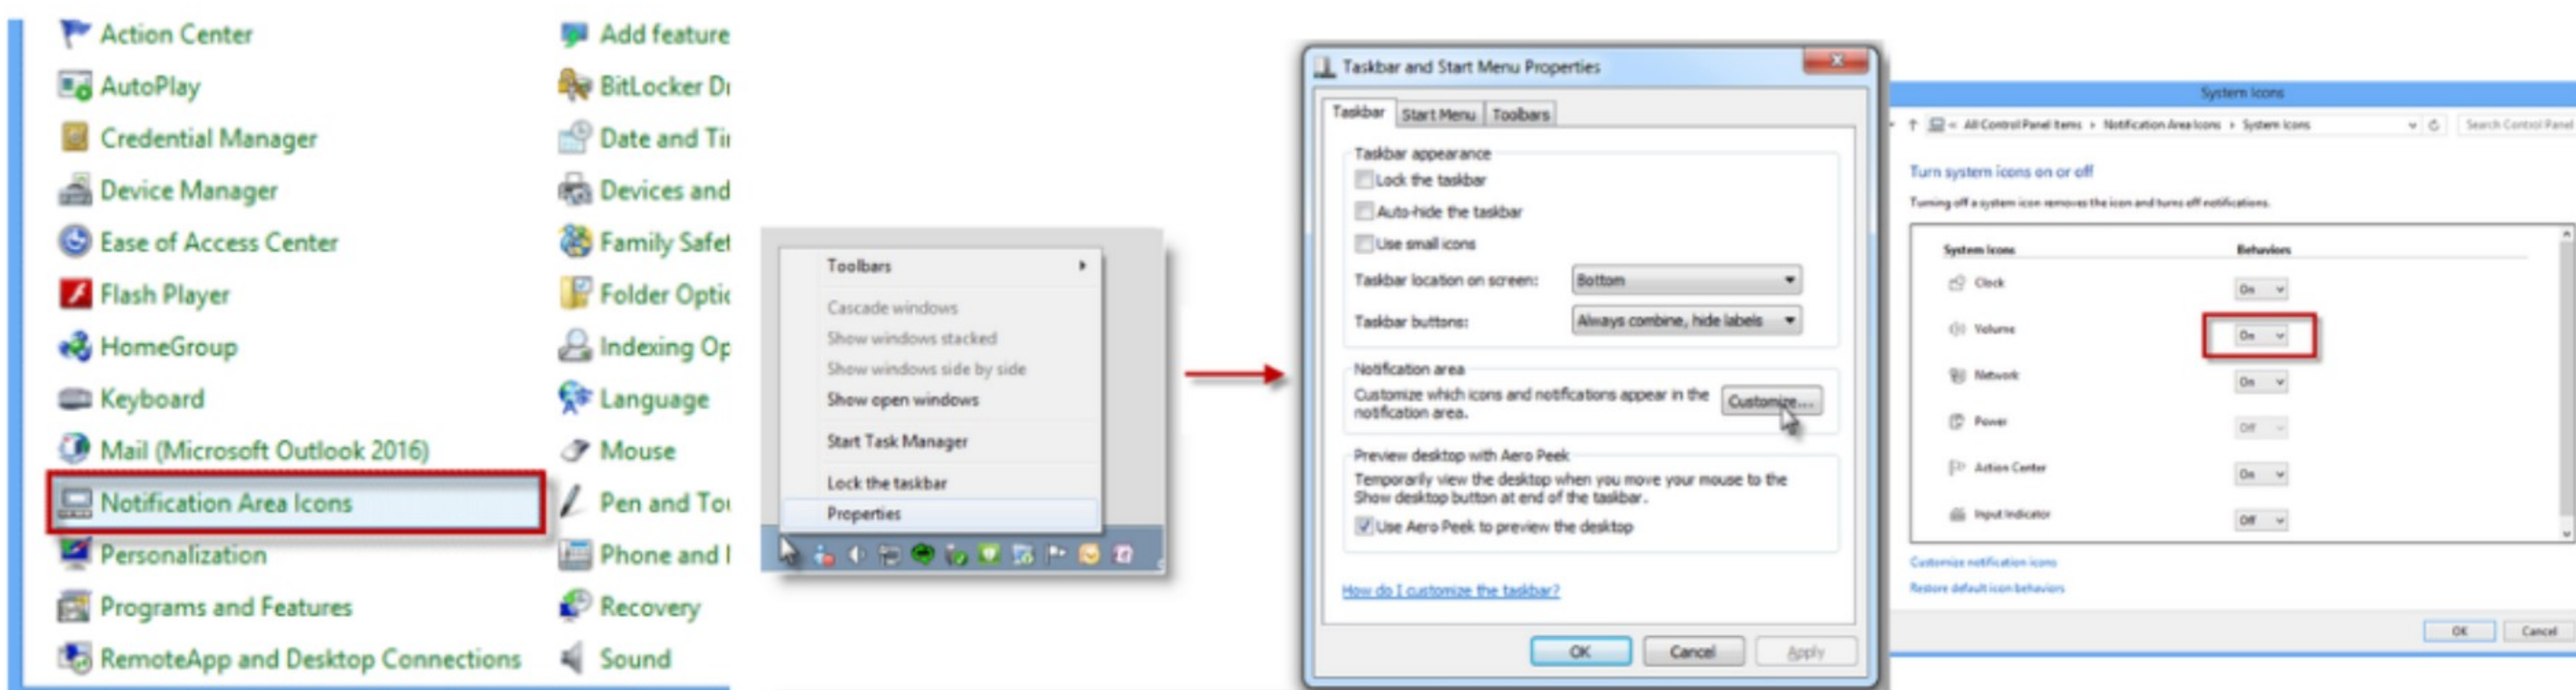 Action Center
AutoPlay
Credential Manager
Device Manager
Ease of Access Center
Flash Player
HomeGroup
Keyboard
Mail (Microsoft Outlook 2016)
Notification Area Icons
Personalization
Programs and Features
RemoteApp and Desktop Connections
Add feature
BitLocker Dr
Date and Tir
Devices and
Family Safet
Folder Optio
Indexing Op
Language
Mouse
Pen and Tou
Phone and
Recovery
Sound
Toolbars
Cascade windows
Show windows stacked
Show windows side by side
Show open windows
Start Task Manager
Lock the taskbar
Properties
Taskbar and Start Menu Properties
Taskbar Start Menu Toolbars
Taskbar appearance
Lock the taskbar
Auto-hide the taskbar
Use small icons
Taskbar location on screen: Bottom
Taskbar buttons: Always combine, hide labels
Notification area
Customize which icons and notifications appear in the
notification area.
Customize...
Preview desktop with Aero Peek
Temporarily view the desktop when you move your mouse to the
Show desktop button at end of the taskbar.
Use Aero Peek to preview the desktop
How do I customize the taskbar?
OK Cancel Apply
System Icons
« All Control Panel Items Notification Area Icons System Icons Search Control Panel
Turn system icons on or off
Turning off a system icon removes the icon and turns off notifications.
System Icons Behaviors
Clock On
Volume On
Network On
Power Off
Action Center On
Input Indicator Off
Customize notification icons
Restore default icon behaviors
OK Cancel